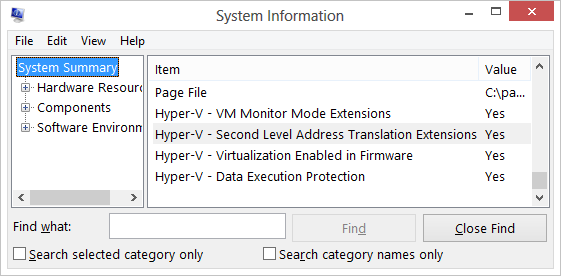 System Information
File Edit View Help
System Summary
Hardware Resourc
Components
Software Environm
Item Value
Page File C:\pa...
Hyper-V - VM Monitor Mode Extensions Yes
Hyper-V - Second Level Address Translation Extensions Yes
Hyper-V - Virtualization Enabled in Firmware Yes
Hyper-V - Data Execution Protection Yes
Find what: Find Close Find
Search selected category only Search category names only